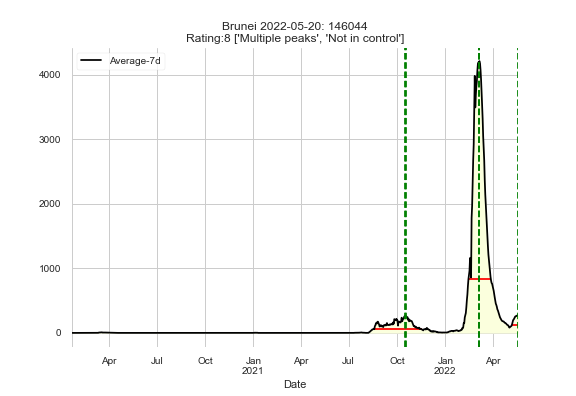 Brunei 2022-05-20: 146044
Rating:8 ['Multiple peaks', 'Not in control']
Average-7d
4000
3000
2000
1000
0
Apr Jul Oct Jan Apr Jul Oct Jan Apr
2021 2022
Date